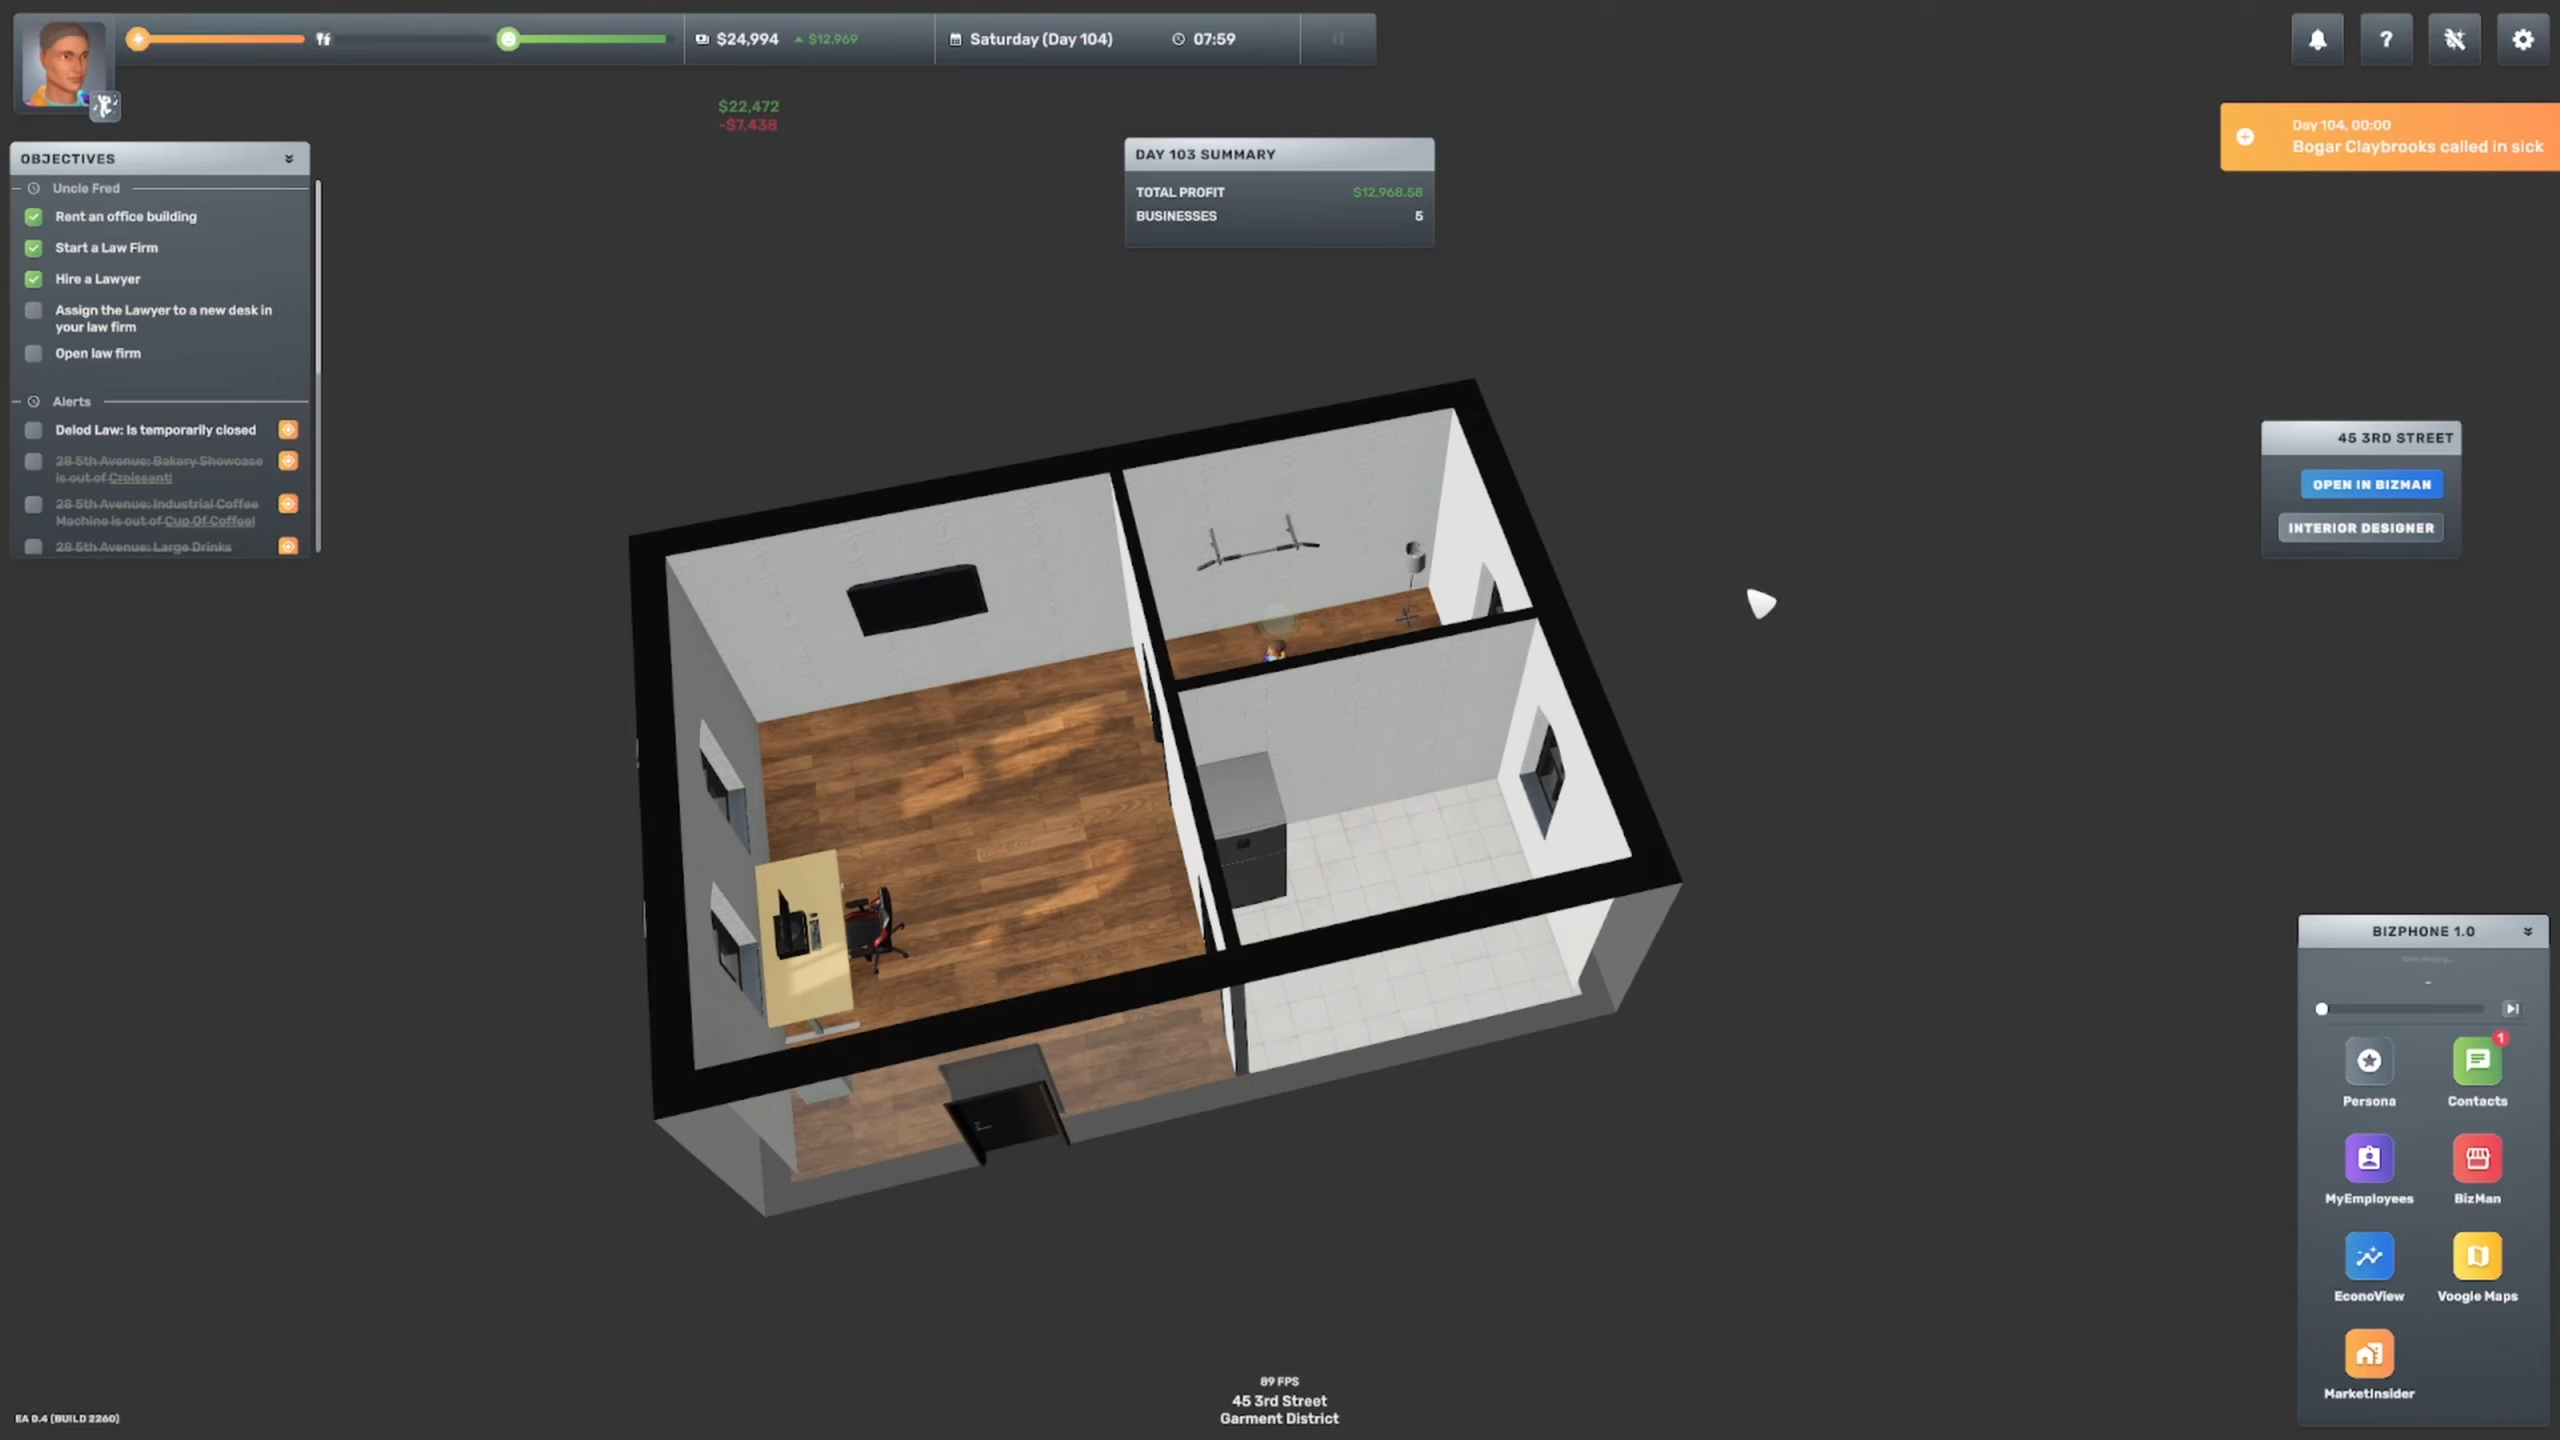 $24,994
$12,969
Saturday (Day 104)
07:59
?
$22,472
-$7,438
OBJECTIVES
Uncle Fred
Rent an office building
Start a Law Firm
Hire a Lawyer
Assign the Lawyer to a new desk in
your law firm
Open law firm
Alerts
Delod Law: Is temporarily closed
28 5th Avenue: Bakery Showcase
is out of Croissant!
28 5th Avenue: Industrial Coffee
Machine is out of Cup Of Coffee!
28 5th Avenue: Large Drinks
DAY 103 SUMMARY
TOTAL PROFIT $12,968.58
BUSINESSES 5
Day 104, 00:00
Bogar Claybrooks called in sick
45 3RD STREET
OPEN IN BIZMAN
INTERIOR DESIGNER
BIZPHONE 1.0
-
Persona
1
Contacts
MyEmployees
BizMan
EconoView
Voogle Maps
MarketInsider
89 FPS
45 3rd Street
Garment District
EA 0.4 (BUILD 2260)